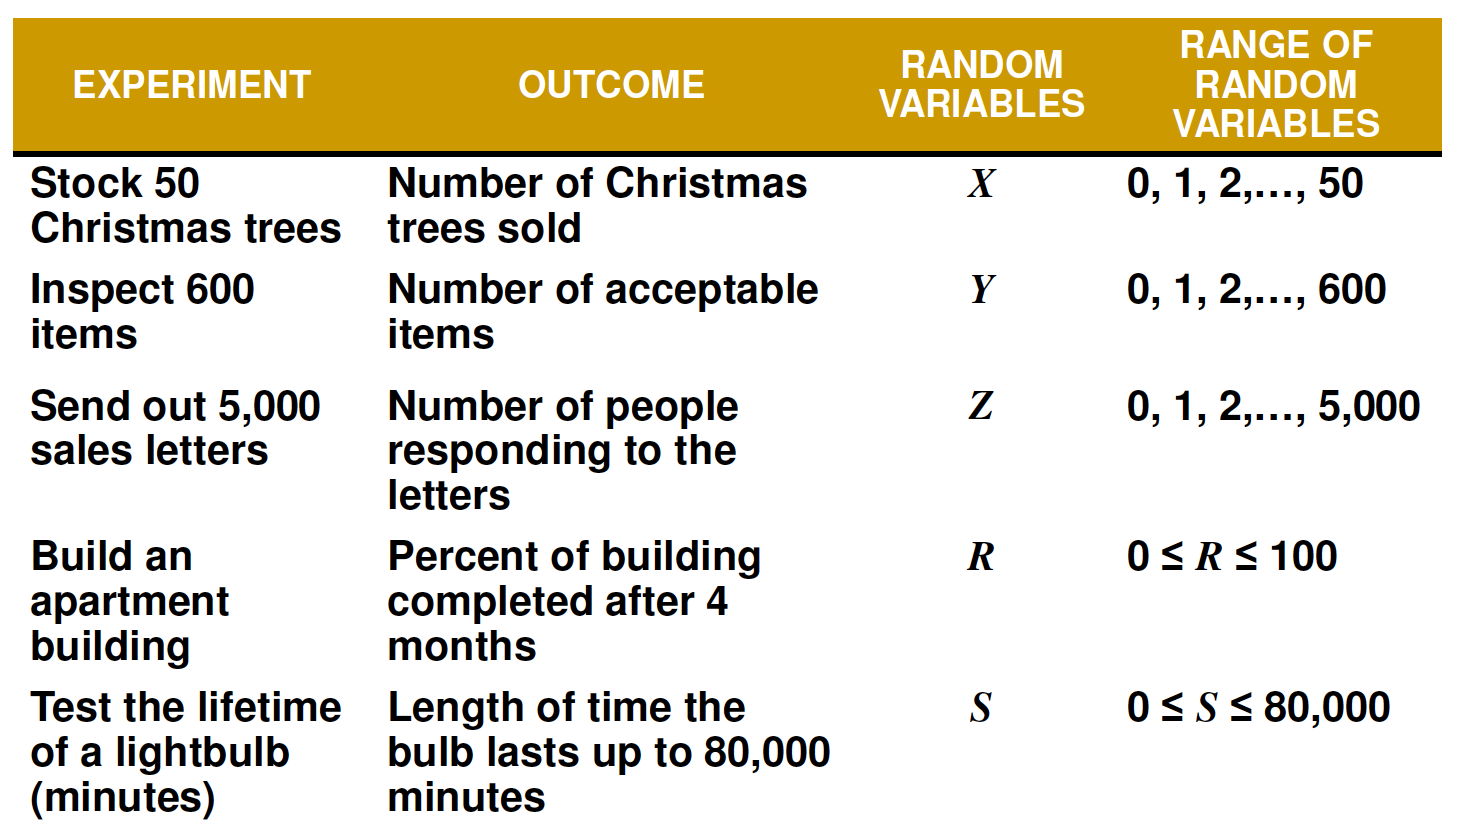 EXPERIMENT OUTCOME RANDOM VARIABLES RANGE OF RANDOM VARIABLES
Stock 50 Number of Christmas X 0, 1, 2,…, 50
Christmas trees trees sold
Inspect 600 Number of acceptable Y 0, 1, 2,…, 600
items items
Send out 5,000 Number of people Z 0, 1, 2,…, 5,000
sales letters responding to the
letters
Build an Percent of building R 0 ≤ R ≤ 100
apartment completed after 4
building months
Test the lifetime Length of time the S 0 ≤ S ≤ 80,000
of a lightbulb bulb lasts up to 80,000
(minutes) minutes